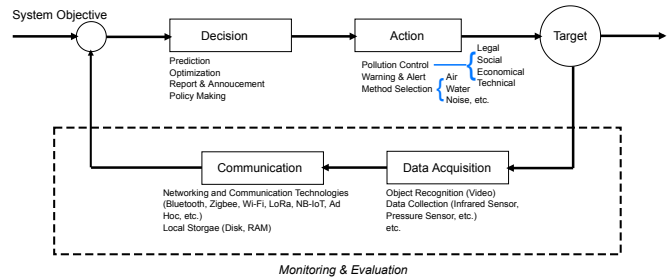 System Objective
Decision
Action
Target
Prediction
Optimization
Report & Annoucement
Policy Making
Pollution Control
Warning & Alert
Method Selection
Legal
Social
Economical
Technical
Air
Water
Noise, etc.
Communication
Data Acquisition
Networking and Communication Technologies
(Bluetooth, Zigbee, Wi-Fi, LoRa, NB-IoT, Ad
Hoc, etc.)
Local Storgae (Disk, RAM)
Object Recognition (Video)
Data Collection (Infrared Sensor,
Pressure Sensor, etc.)
etc.
Monitoring & Evaluation